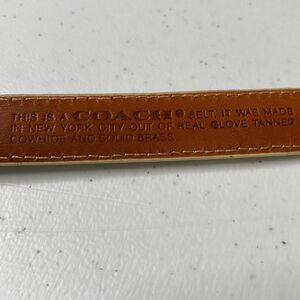 THIS IS A COACH® BELT. IT WAS MADE
IN NEW YORK CITY OUT OF REAL GLOVE TANNED
COWHIDE AND SOLID BRASS.